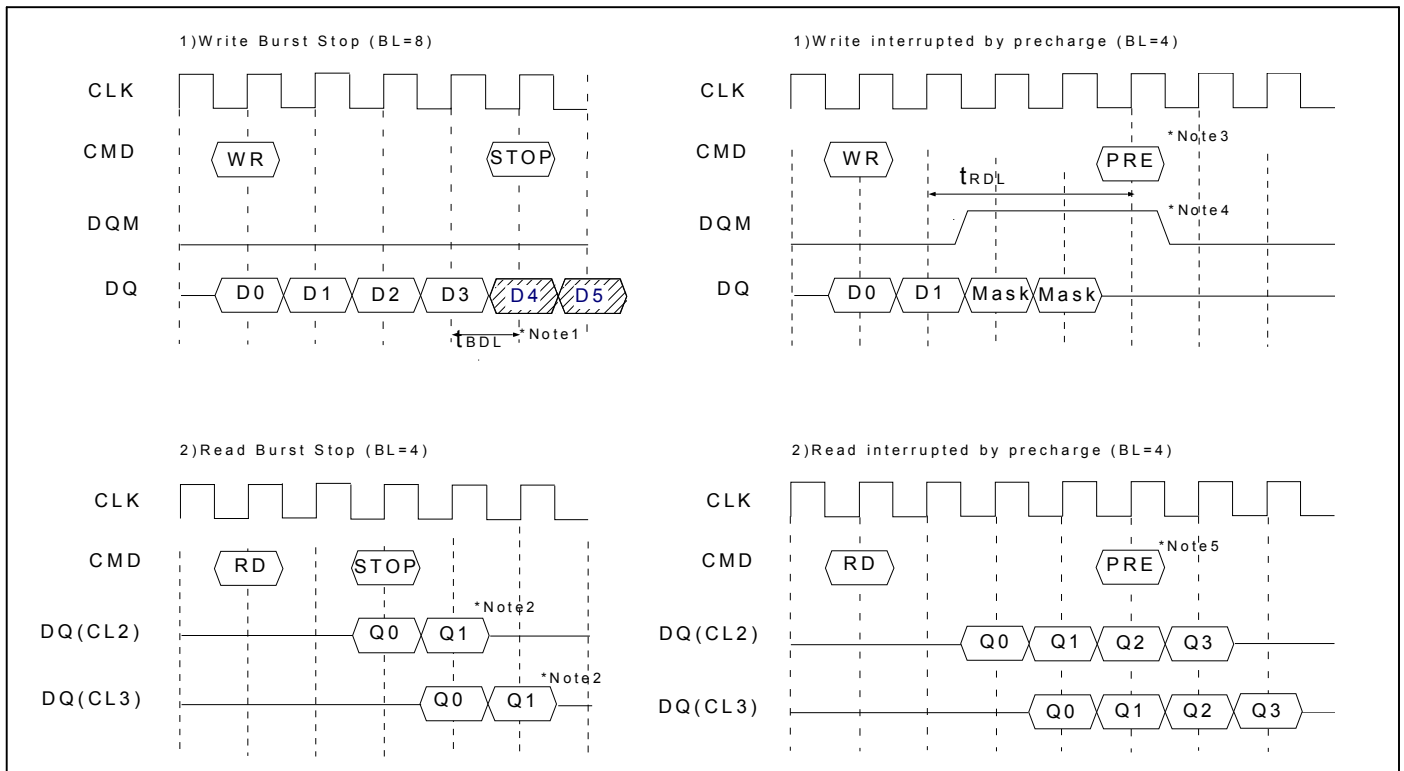 1)Write Burst Stop (BL=8)
CLK
CMD WR STOP
DQM
DQ D0 D1 D2 D3 D4 D5
tBDL *Note1
1)Write interrupted by precharge (BL=4)
CLK
CMD WR PRE *Note3
tRDL
DQM *Note4
DQ D0 D1 Mask Mask
2)Read Burst Stop (BL=4)
CLK
CMD RD STOP
DQ(CL2) Q0 Q1 *Note2
DQ(CL3) Q0 Q1 *Note2
2)Read interrupted by precharge (BL=4)
CLK
CMD RD PRE *Note5
DQ(CL2) Q0 Q1 Q2 Q3
DQ(CL3) Q0 Q1 Q2 Q3